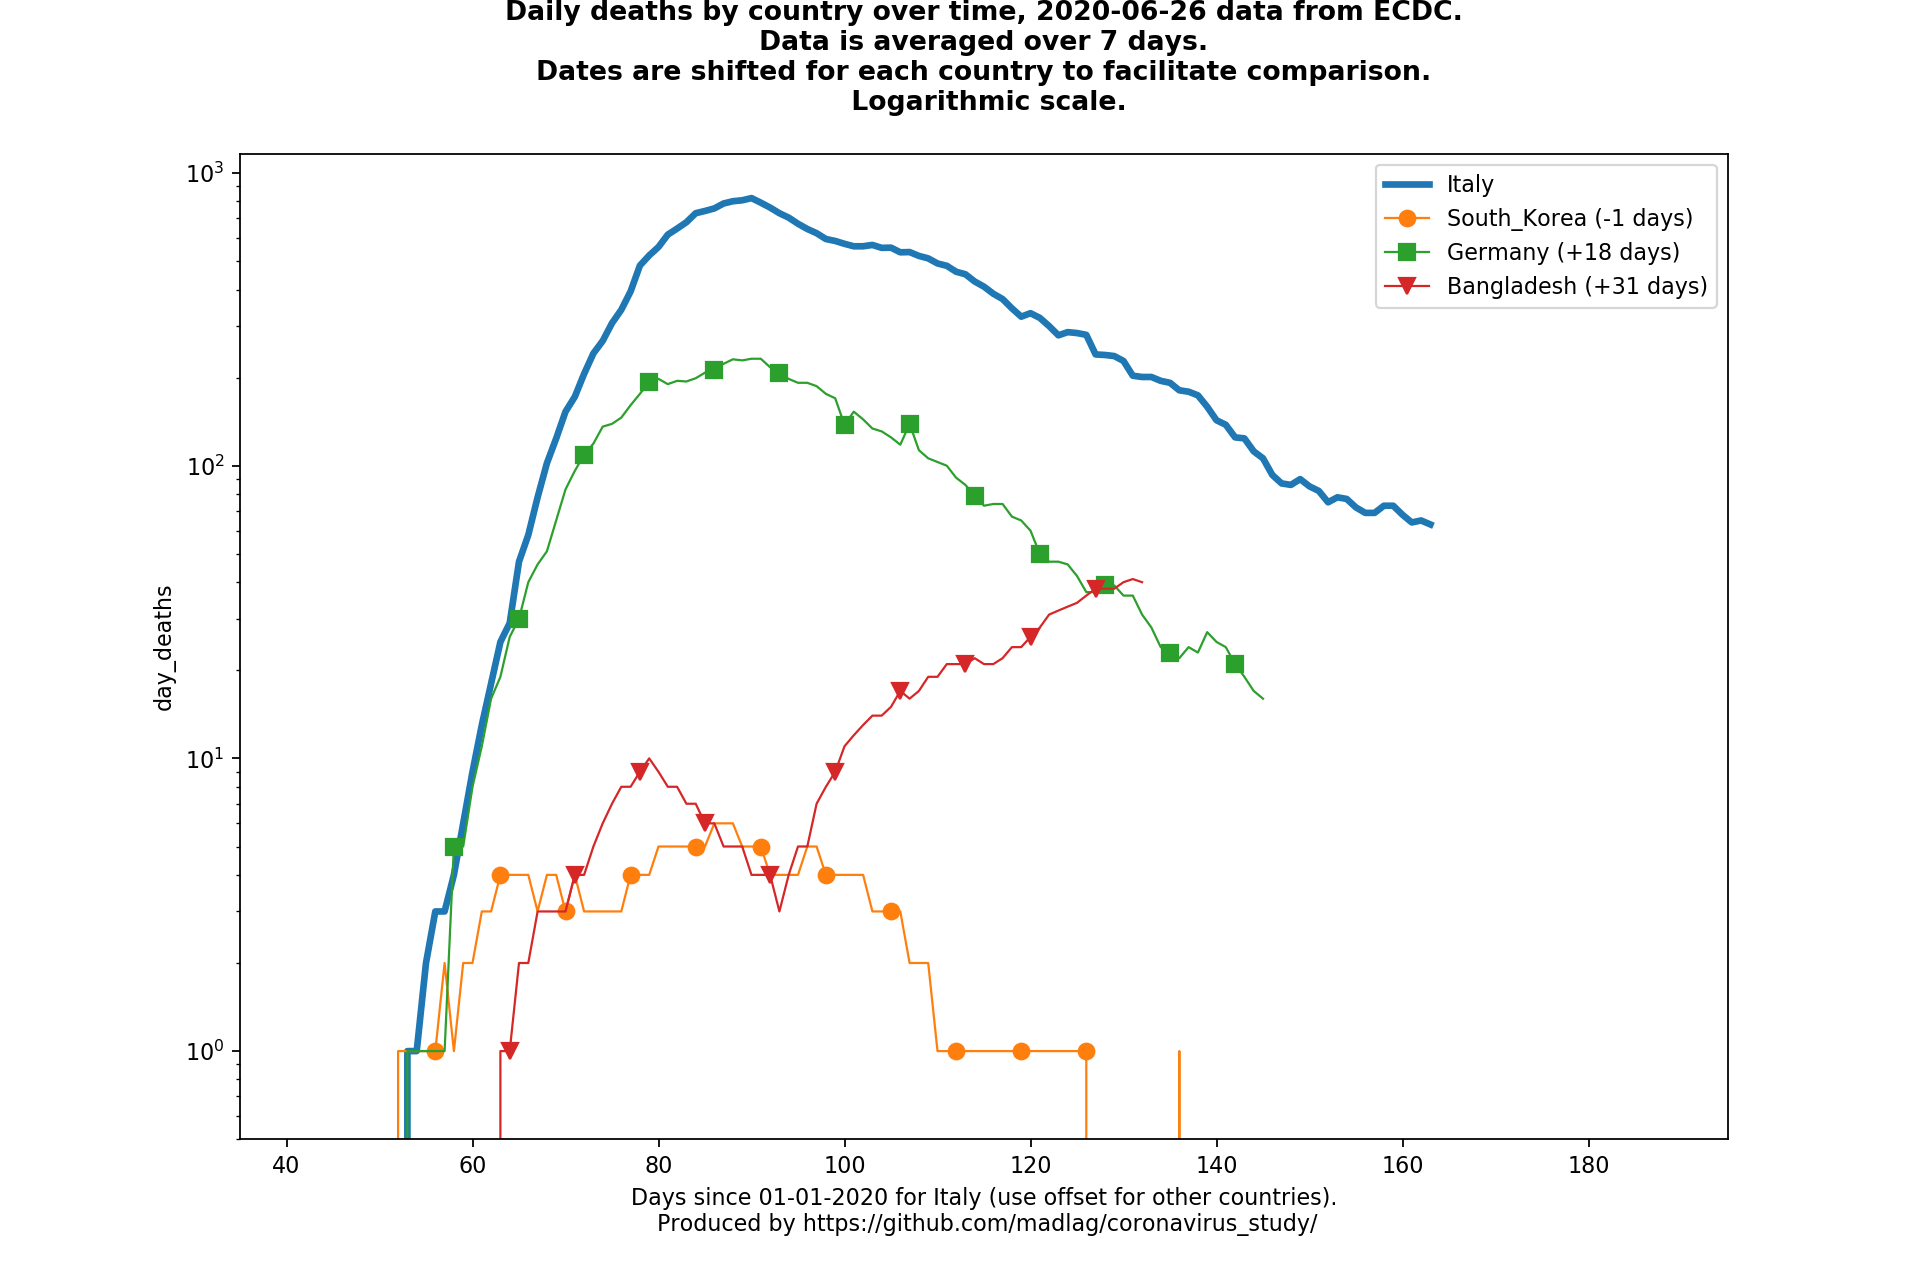 Daily deaths by country over time, 2020-06-26 data from ECDC.
Data is averaged over 7 days.
Dates are shifted for each country to facilitate comparison.
Logarithmic scale.
10³
10²
10¹
10⁰
day_deaths
Italy
South_Korea (-1 days)
Germany (+18 days)
Bangladesh (+31 days)
40 60 80 100 120 140 160 180
Days since 01-01-2020 for Italy (use offset for other countries).
Produced by https://github.com/madlag/coronavirus_study/